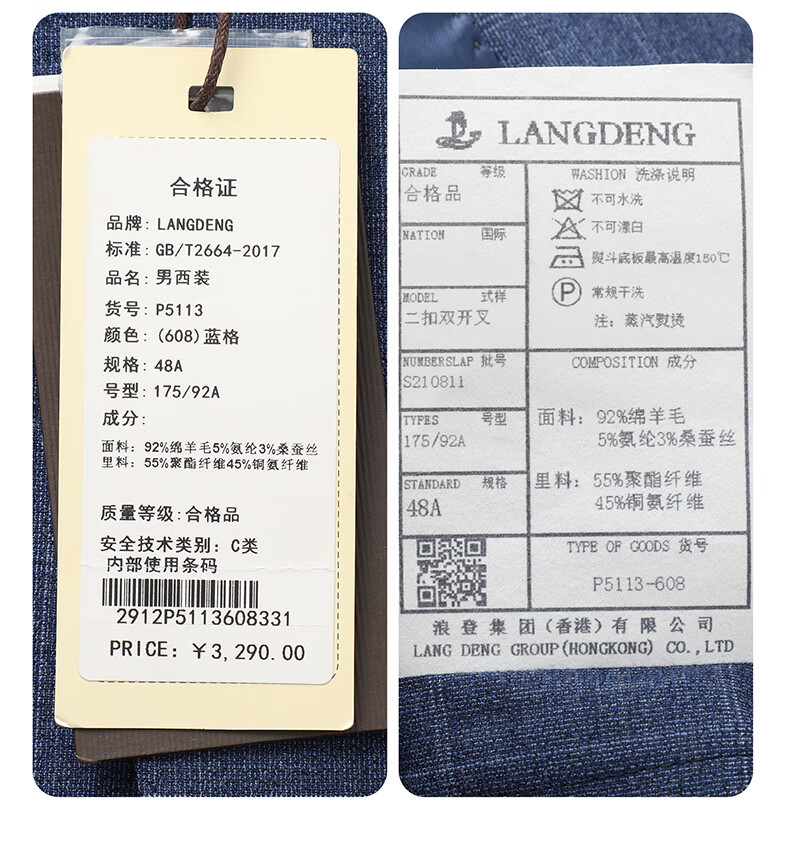 合格证
品牌: LANGDENG
标准: GB/T2664-2017
品名: 男西装
货号: P5113
颜色: (608)蓝格
规格: 48A
号型: 175/92A
成分:
面料: 92%绵羊毛5%氨纶3%桑蚕丝
里料: 55%聚酯纤维45%铜氨纤维
质量等级:合格品
安全技术类别: C类
内部使用条码
2912P5113608331
PRICE: ￥3,290.00
LANGDENG
GRADE 等级
合格品
NATION 国际
MODEL 式样
二扣双开叉
NUMBERSLAP 批号
S210811
TYPES 号型
175/92A
STANDARD 规格
48A
WASHION 洗涤说明
不可水洗
不可漂白
熨斗底板最高温度150℃
P 常规干洗
注: 蒸汽熨烫
COMPOSITION 成分
面料: 92%绵羊毛
5%氨纶3%桑蚕丝
里料: 55%聚酯纤维
45%铜氨纤维
TYPE OF GOODS 货号
P5113-608
浪登集团(香港)有限公司
LANG DENG GROUP(HONGKONG) CO.,LTD